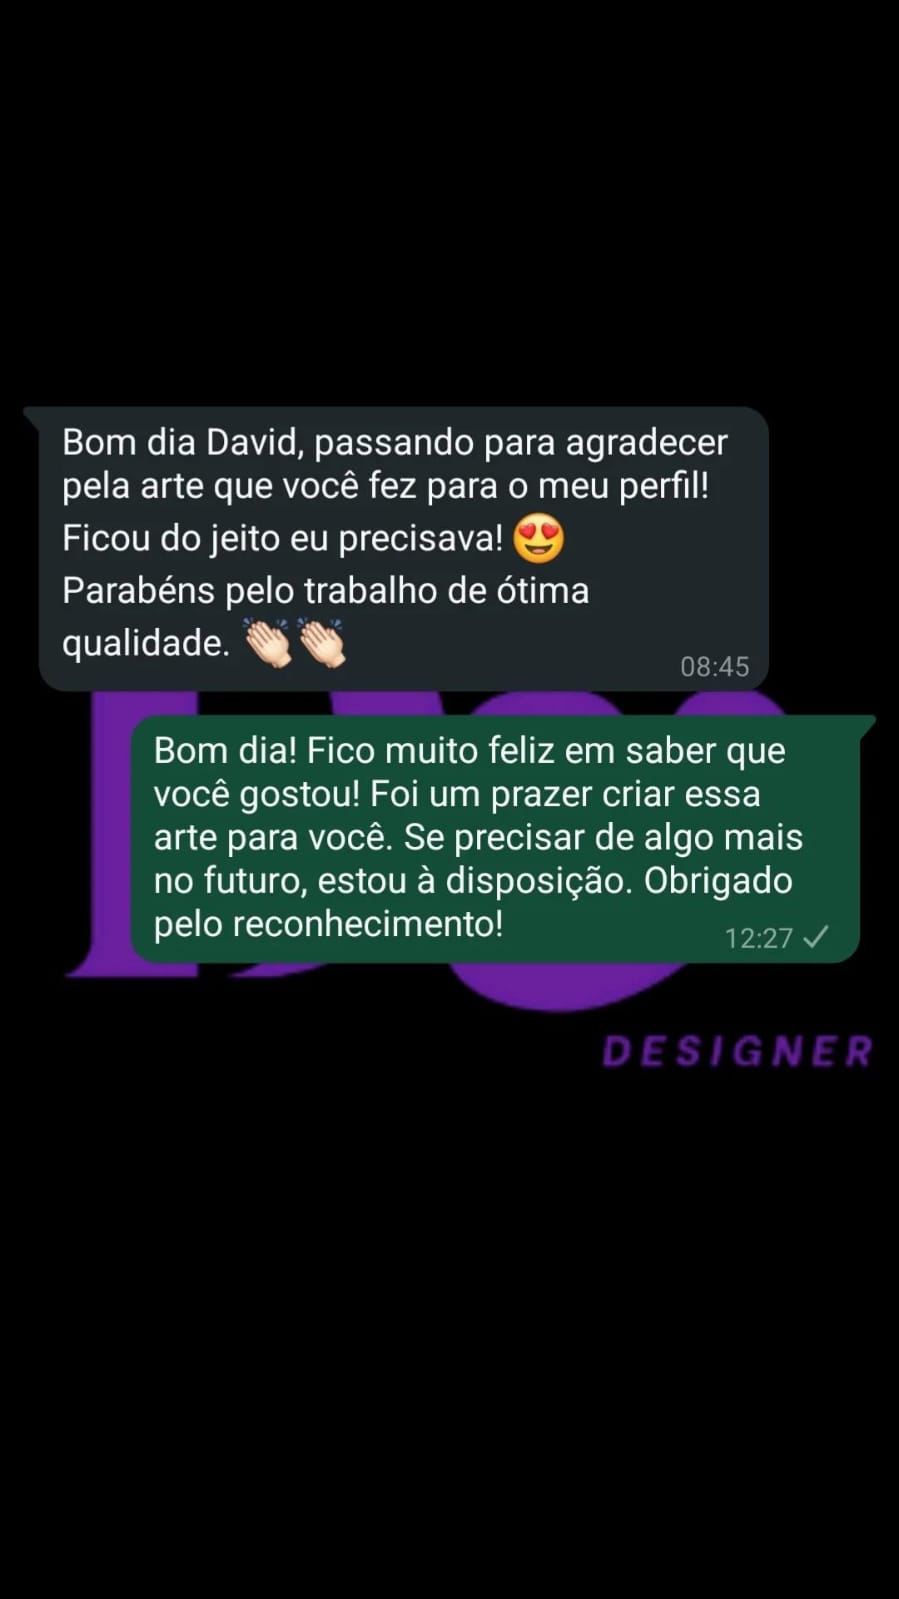 Bom dia David, passando para agradecer
pela arte que você fez para o meu perfil!
Ficou do jeito eu precisava! 😍
Parabéns pelo trabalho de ótima
qualidade. 👏🏻👏🏻
08:45
Bom dia! Fico muito feliz em saber que
você gostou! Foi um prazer criar essa
arte para você. Se precisar de algo mais
no futuro, estou à disposição. Obrigado
pelo reconhecimento!
12:27
DESIGNER